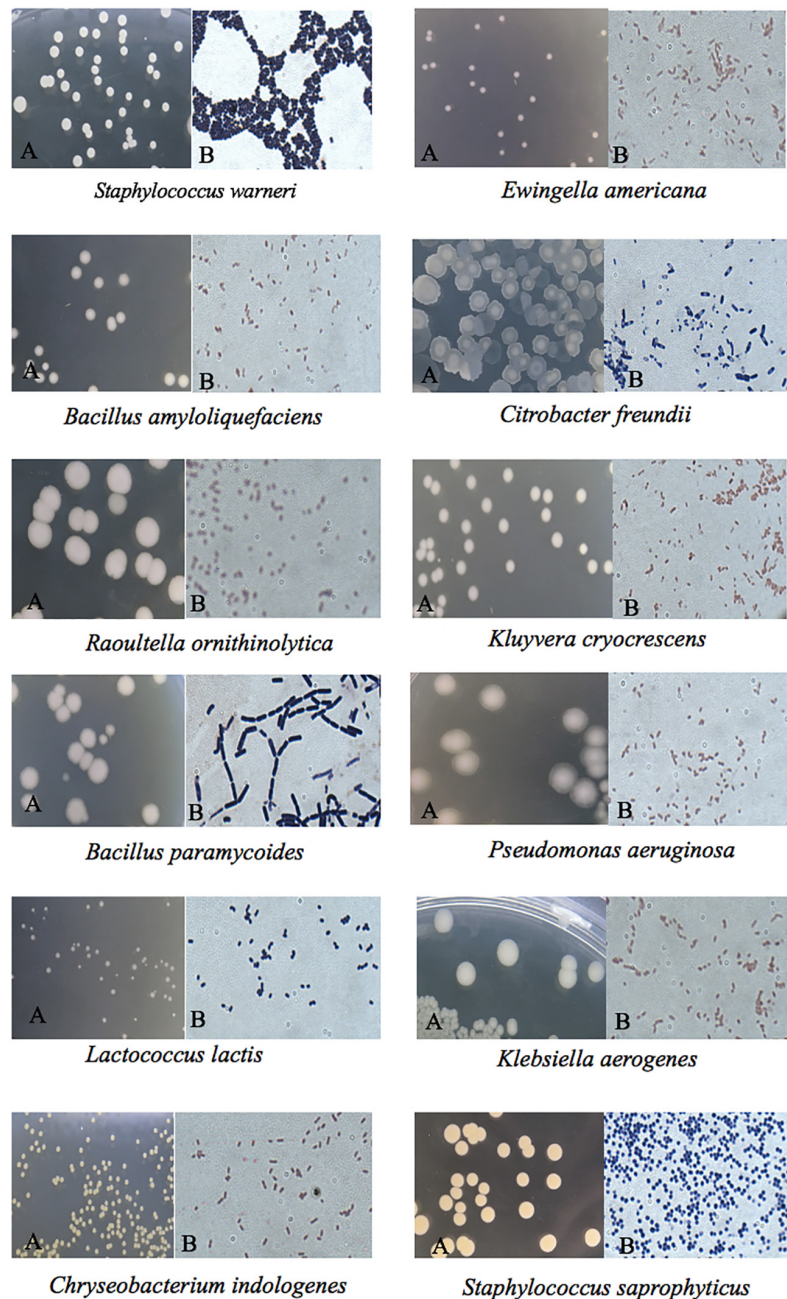 A B
Staphylococcus warneri
A B
Ewingella americana
A B
Bacillus amyloliquefaciens
A B
Citrobacter freundii
A B
Raoultella ornithinolytica
A B
Kluyvera cryocrescens
A B
Bacillus paramycoides
A B
Pseudomonas aeruginosa
A B
Lactococcus lactis
A B
Klebsiella aerogenes
A B
Chryseobacterium indologenes
A B
Staphylococcus saprophyticus